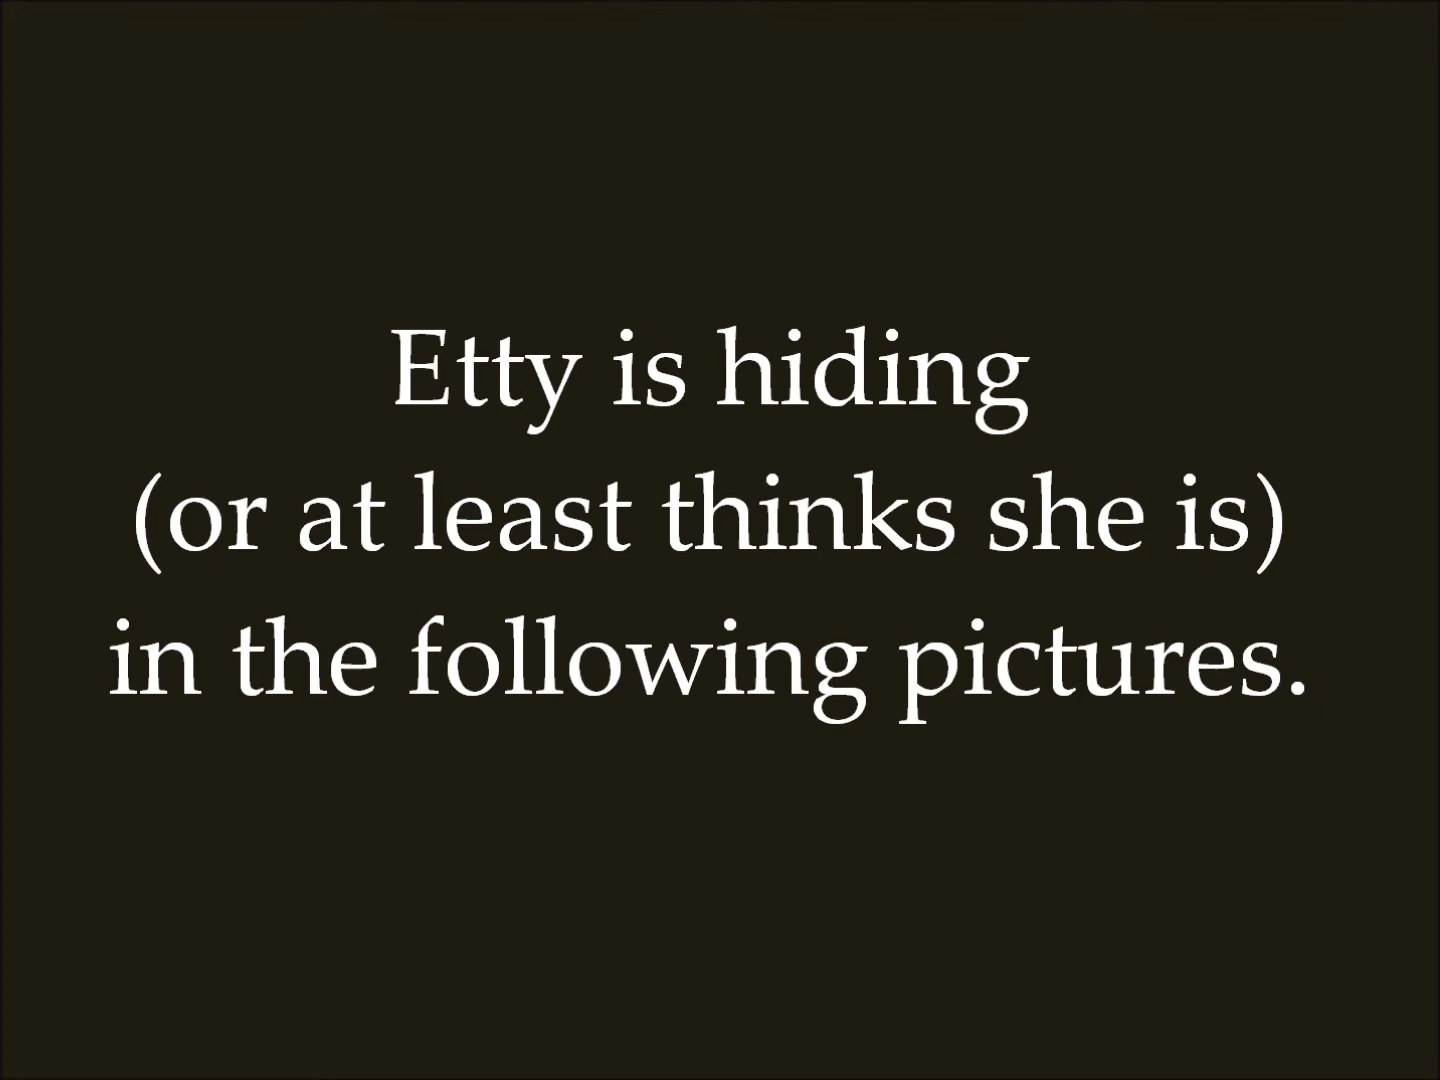 Etty is hiding
(or at least thinks she is)
in the following pictures.